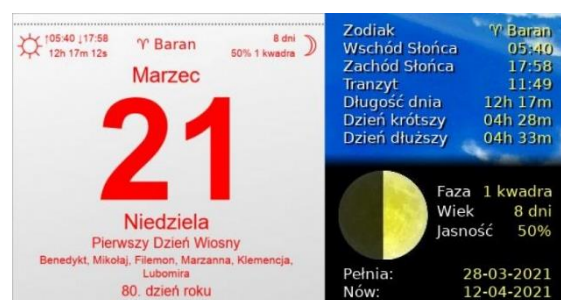 ↑05:40 ↓17:58
12h 17m 12s
♈ Baran
8 dni
50% 1 kwadra
Marzec
21
Niedziela
Pierwszy Dzień Wiosny
Benedykt, Mikołaj, Filemon, Marzanna, Klemencja,
Lubomira
80. dzień roku
Zodiak ♈ Baran
Wschód Słońca 05:40
Zachód Słońca 17:58
Tranzyt 11:49
Długość dnia 12h 17m
Dzień krótszy 04h 28m
Dzień dłuższy 04h 33m
Faza 1 kwadra
Wiek 8 dni
Jasność 50%
Pełnia: 28-03-2021
Nów: 12-04-2021